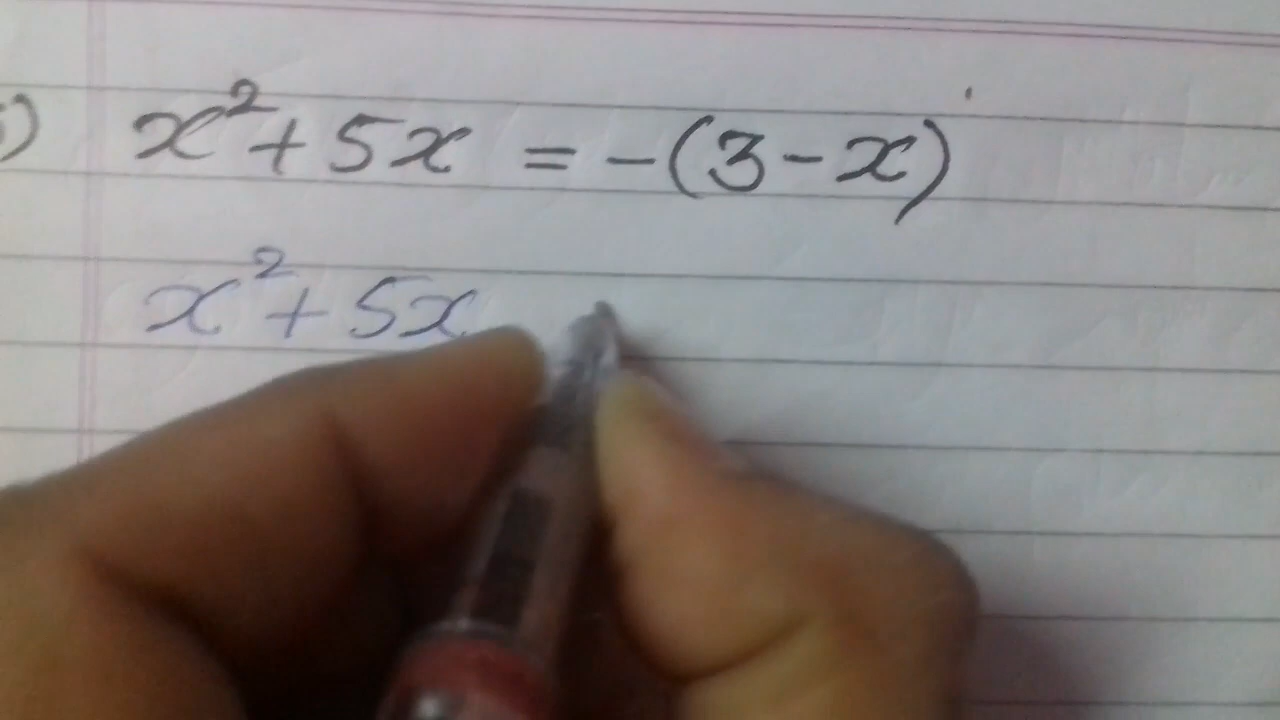 x² + 5x = -(3 - x)
x² + 5x